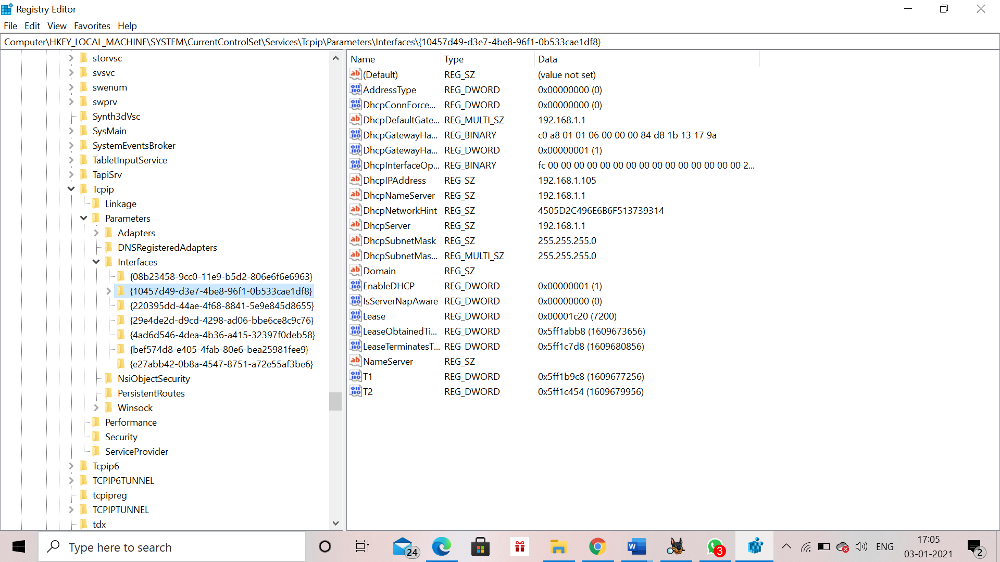 Registry Editor
File Edit View Favorites Help
Computer\HKEY_LOCAL_MACHINE\SYSTEM\CurrentControlSet\Services\Tcpip\Parameters\Interfaces\{10457d49-d3e7-4be8-96f1-0b533cae1df8}
storvsc
svsvc
swenum
swprv
Synth3dVsc
SysMain
SystemEventsBroker
TabletInputService
TapiSrv
Tcpip
Linkage
Parameters
Adapters
DNSRegisteredAdapters
Interfaces
{08b23458-9cc0-11e9-b5d2-806e6f6e6963}
{10457d49-d3e7-4be8-96f1-0b533cae1df8}
{220395dd-44ae-4f68-8841-5e9e845d8655}
{29e4de2d-d9cd-4298-ad06-bbe6ce8c9c76}
{4ad6d546-4dea-4b36-a415-32397f0deb58}
{bef574d8-e405-4fab-80e6-bea25981fee9}
{e27abb42-0b8a-4547-8751-a72e55af3be6}
NsiObjectSecurity
PersistentRoutes
Winsock
Performance
Security
ServiceProvider
Tcpip6
TCPIP6TUNNEL
tcpipreg
TCPIPTUNNEL
tdx
Name Type Data
(Default) REG_SZ (value not set)
AddressType REG_DWORD 0x00000000 (0)
DhcpConnForce... REG_DWORD 0x00000000 (0)
DhcpDefaultGate... REG_MULTI_SZ 192.168.1.1
DhcpGatewayHa... REG_BINARY c0 a8 01 01 06 00 00 00 84 d8 1b 13 17 9a
DhcpGatewayHa... REG_DWORD 0x00000001 (1)
DhcpInterfaceOp... REG_BINARY fc 00 00 00 00 00 00 00 00 00 00 00 00 00 00 00 2...
DhcpIPAddress REG_SZ 192.168.1.105
DhcpNameServer REG_SZ 192.168.1.1
DhcpNetworkHint REG_SZ 4505D2C496E6B6F513739314
DhcpServer REG_SZ 192.168.1.1
DhcpSubnetMask REG_SZ 255.255.255.0
DhcpSubnetMas... REG_MULTI_SZ 255.255.255.0
Domain REG_SZ
EnableDHCP REG_DWORD 0x00000001 (1)
IsServerNapAware REG_DWORD 0x00000000 (0)
Lease REG_DWORD 0x00001c20 (7200)
LeaseObtainedTi... REG_DWORD 0x5ff1abb8 (1609673656)
LeaseTerminatesT... REG_DWORD 0x5ff1c7d8 (1609680856)
NameServer REG_SZ
T1 REG_DWORD 0x5ff1b9c8 (1609677256)
T2 REG_DWORD 0x5ff1c454 (1609679956)
Type here to search
24
W
3
ENG
17:05
03-01-2021
2